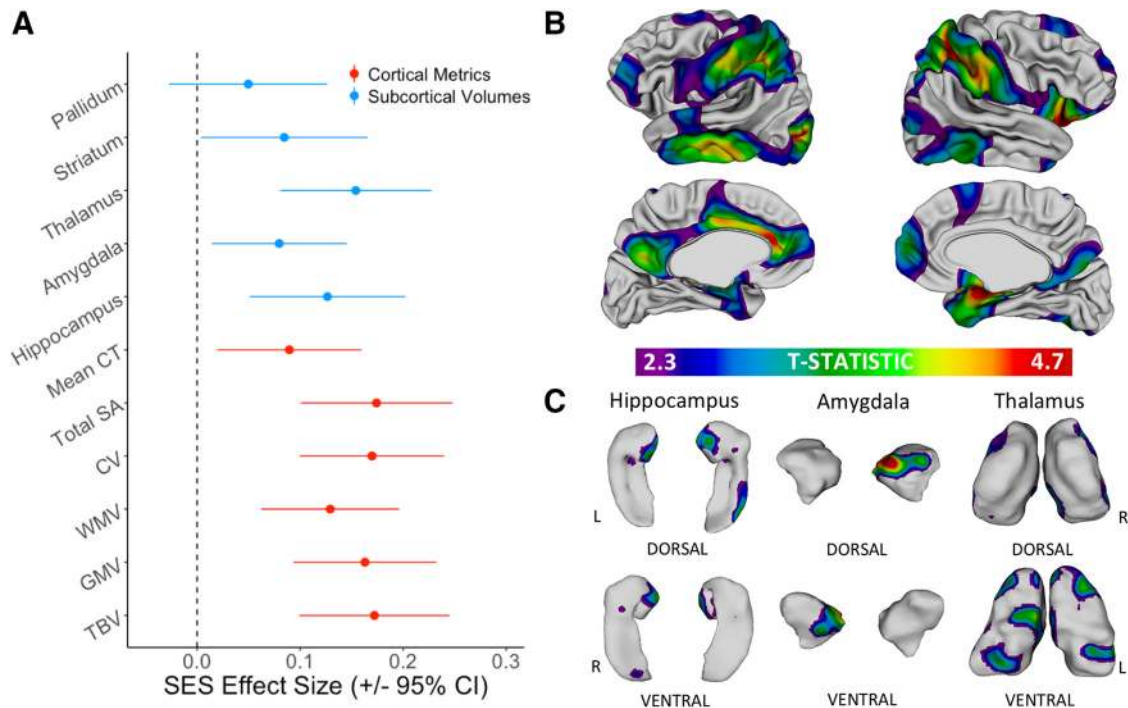 A
Cortical Metrics
Subcortical Volumes
Pallidum
Striatum
Thalamus
Amygdala
Hippocampus
Mean CT
Total SA
CV
WMV
GMV
TBV
0.0 0.1 0.2 0.3
SES Effect Size (+/- 95% CI)
B
2.3 T-STATISTIC 4.7
C
Hippocampus Amygdala Thalamus
L R
DORSAL DORSAL DORSAL
R L
VENTRAL VENTRAL VENTRAL